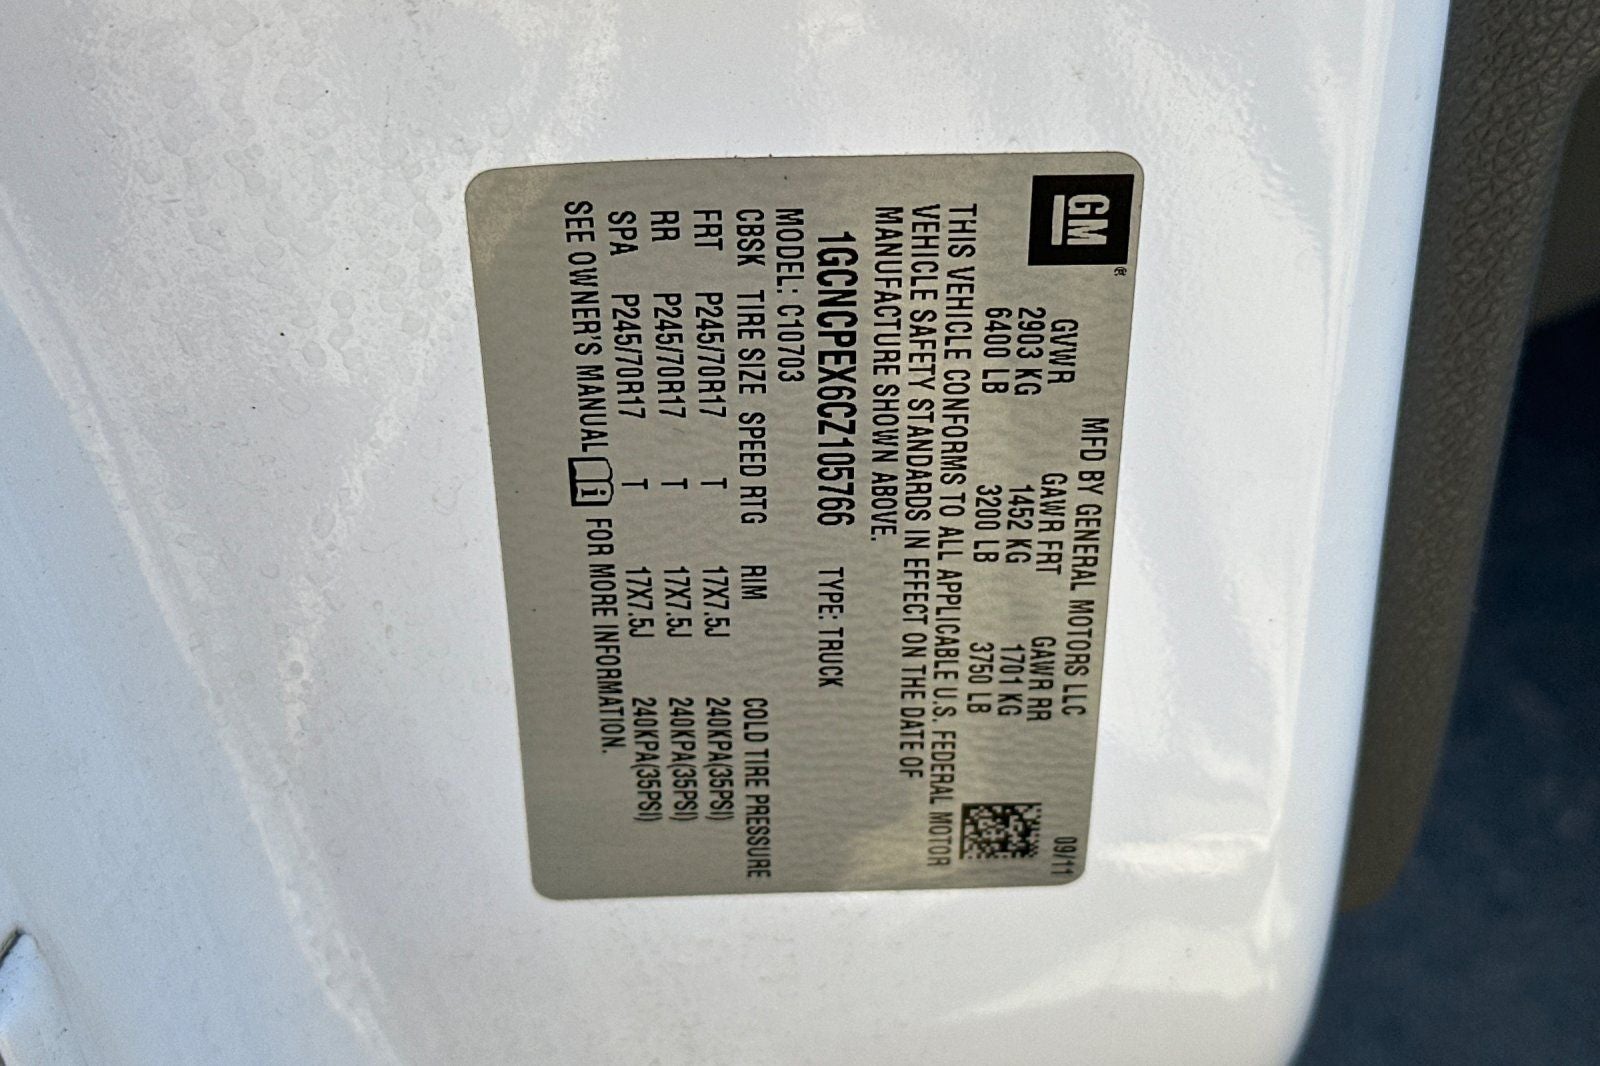 GM®
MFD BY GENERAL MOTORS LLC 09/11
GVWR GAWR FRT GAWR RR
2903 KG 1452 KG 1701 KG
6400 LB 3200 LB 3750 LB
THIS VEHICLE CONFORMS TO ALL APPLICABLE U.S. FEDERAL MOTOR
VEHICLE SAFETY STANDARDS IN EFFECT ON THE DATE OF
MANUFACTURE SHOWN ABOVE.
1GCNCPEX6CZ105766 TYPE: TRUCK
MODEL: C10703
CBSK TIRE SIZE SPEED RTG RIM COLD TIRE PRESSURE
FRT P245/70R17 T 17X7.5J 240KPA(35PSI)
RR P245/70R17 T 17X7.5J 240KPA(35PSI)
SPA P245/70R17 T 17X7.5J 240KPA(35PSI)
SEE OWNER'S MANUAL i FOR MORE INFORMATION.